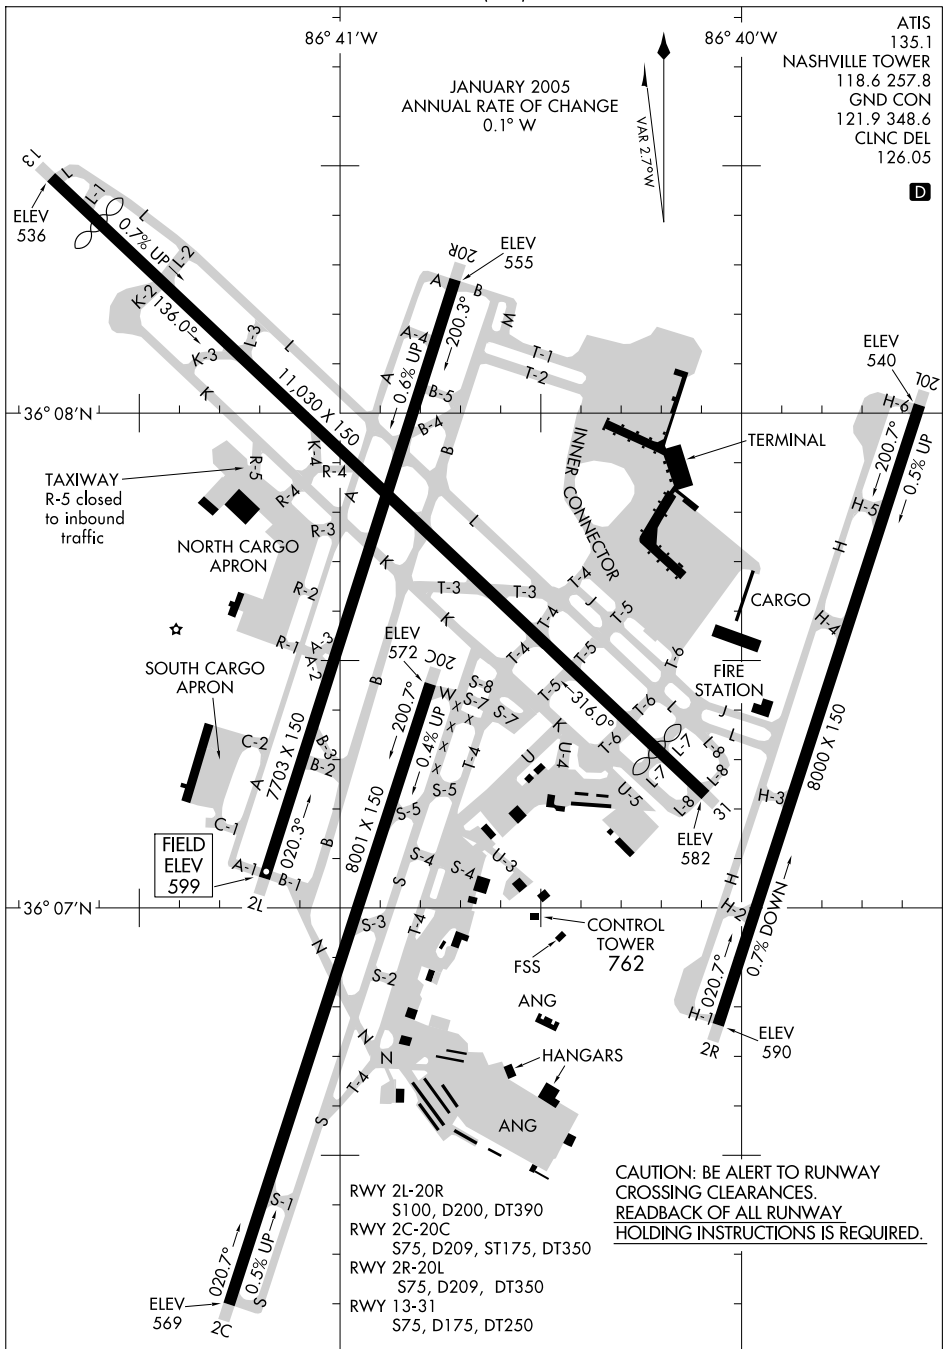 86° 41'W
86° 40'W
ATIS
135.1
NASHVILLE TOWER
118.6 257.8
GND CON
121.9 348.6
CLNC DEL
126.05
D
JANUARY 2005
ANNUAL RATE OF CHANGE
0.1° W
VAR 2.7°W
13
L
L-1
L
ELEV
536
0.7% UP
L-2
K-2
136.0°
K-3
L-3
L
K
11,030 X 150
ELEV
555
20R
A
B
200.3°
W
A-4
0.6% UP
A
B-5
B-4
B
T-1
T-2
ELEV
540
20L
H-6
200.7°
0.5% UP
H-5
H
H-4
36° 08'N
TERMINAL
INNER CONNECTOR
K-4
R-4
R-5
R-4
A
R-3
L
TAXIWAY
R-5 closed
to inbound
traffic
NORTH CARGO
APRON
K
T-3
T-3
T-4
J
T-5
T-4
K
R-2
R-1
A-3
A-2
CARGO
ELEV
572
20C
T-4
T-5
T-6
FIRE
STATION
SOUTH CARGO
APRON
B
200.7°
0.4% UP
W
S-8
S-7
S-7
x
x
x
x
x
T-5
316.0°
T-6
L
J
L
K
T-6
L-7
L-7
L-8
L-8
L-8
31
ELEV
582
8000 X 150
H-3
C-2
A
7703 X 150
B-3
B-2
T-4
U
U-4
U-5
S-5
S-5
C-1
020.3°
B
8001 X 150
S-4
S-4
U-3
FIELD
ELEV
599
A-1
B-1
2L
H
H-2
36° 07'N
N
S-3
S
T-4
S-2
CONTROL
TOWER
762
FSS
ANG
020.7°
0.7% DOWN
H-1
2R
ELEV
590
N
N
T-4
HANGARS
ANG
S
S-1
020.7°
0.5% UP
S
ELEV
569
2C
RWY 2L-20R
S100, D200, DT390
RWY 2C-20C
S75, D209, ST175, DT350
RWY 2R-20L
S75, D209, DT350
RWY 13-31
S75, D175, DT250
CAUTION: BE ALERT TO RUNWAY
CROSSING CLEARANCES.
READBACK OF ALL RUNWAY
HOLDING INSTRUCTIONS IS REQUIRED.